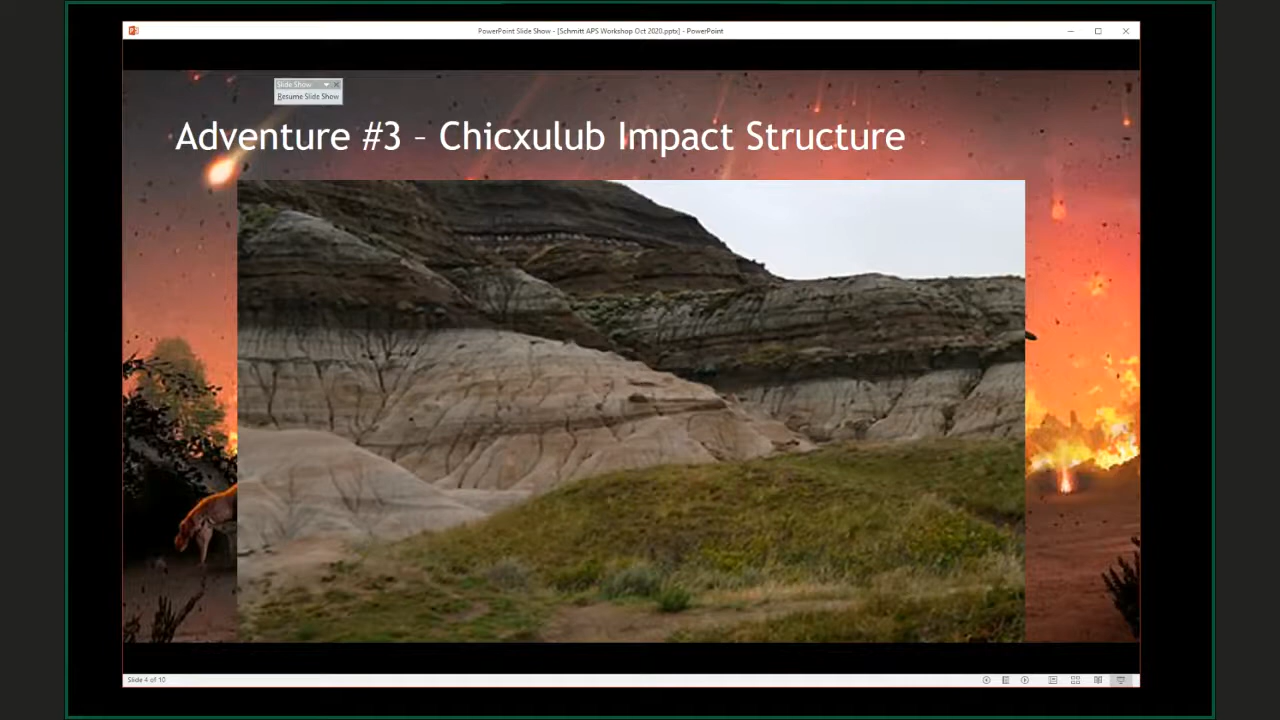 PowerPoint Slide Show - [Schmitt APS Workshop Oct 2020.pptx] - PowerPoint
Slide Show
Resume Slide Show
Adventure #3 – Chicxulub Impact Structure
Slide 4 of 10